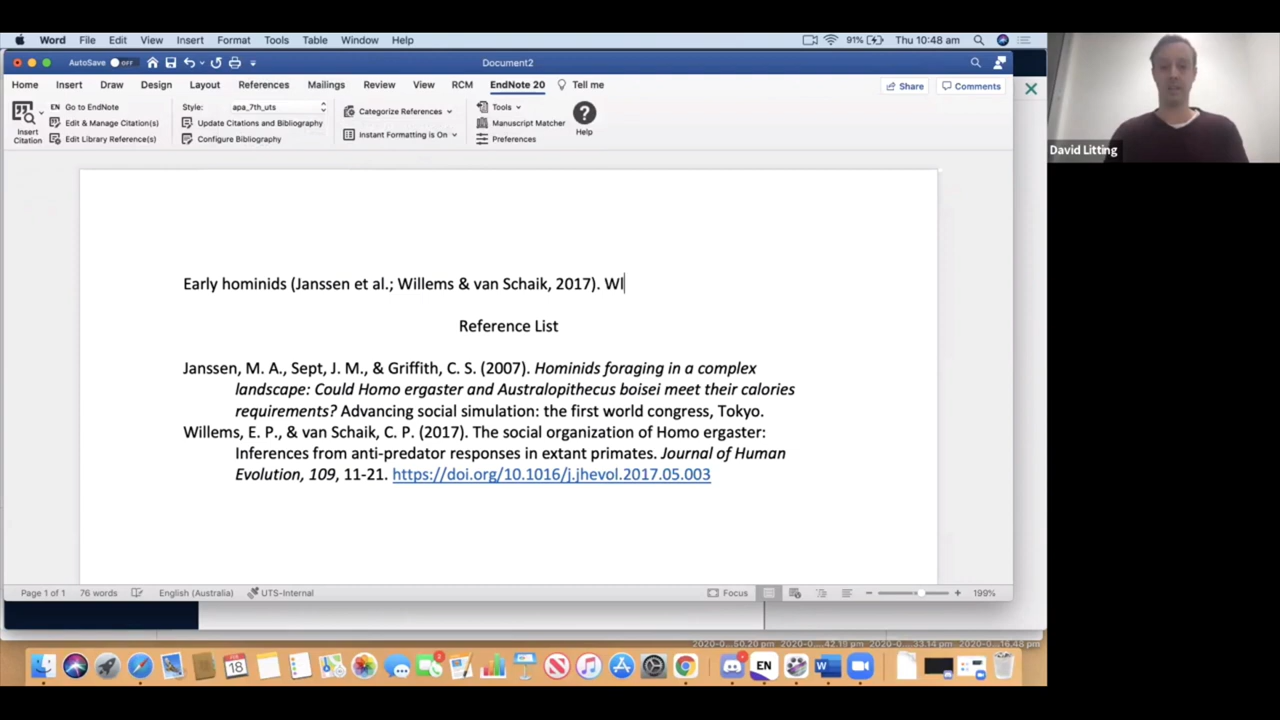 Word File Edit View Insert Format Tools Table Window Help 91% Thu 10:48 am
AutoSave OFF Document2
Home Insert Draw Design Layout References Mailings Review View RCM EndNote 20 Tell me Share Comments
EN Go to EndNote Style: apa_7th_uts Categorize References Tools
Insert Citation Edit & Manage Citation(s) Update Citations and Bibliography Manuscript Matcher Help
Edit Library Reference(s) Configure Bibliography Instant Formatting is On Preferences
David Litting
Early hominids (Janssen et al.; Willems & van Schaik, 2017). Wl
Reference List
Janssen, M. A., Sept, J. M., & Griffith, C. S. (2007). Hominids foraging in a complex
landscape: Could Homo ergaster and Australopithecus boisei meet their calories
requirements? Advancing social simulation: the first world congress, Tokyo.
Willems, E. P., & van Schaik, C. P. (2017). The social organization of Homo ergaster:
Inferences from anti-predator responses in extant primates. Journal of Human
Evolution, 109, 11-21. https://doi.org/10.1016/j.jhevol.2017.05.003
Page 1 of 1 76 words English (Australia) UTS-Internal Focus 199%
18 EN W